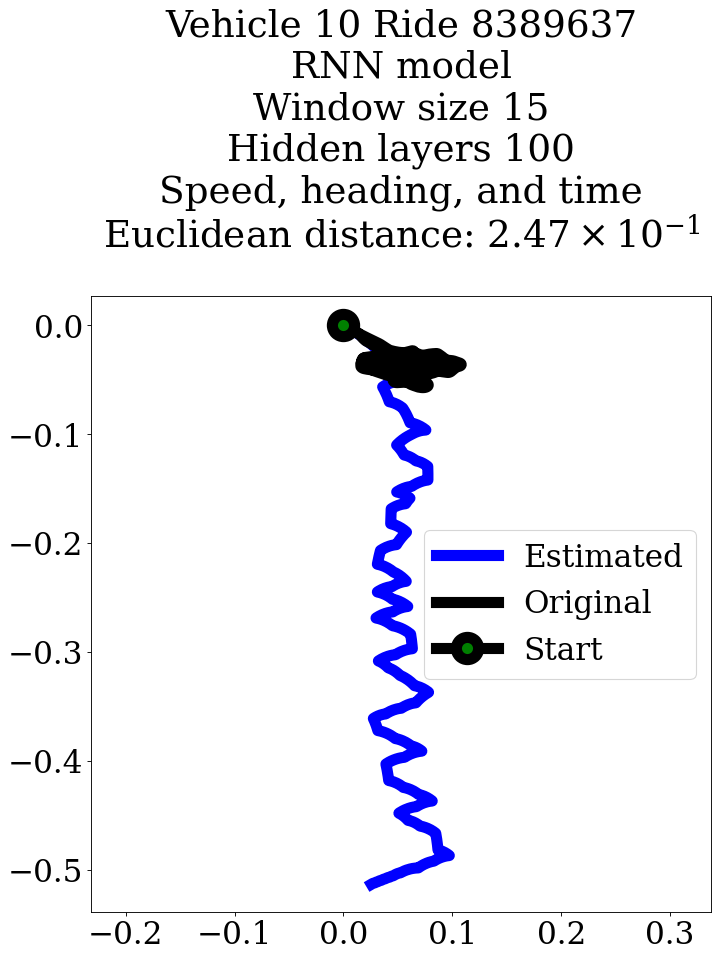 Vehicle 10 Ride 8389637
RNN model
Window size 15
Hidden layers 100
Speed, heading, and time
Euclidean distance: 2.47 × 10⁻¹
0.0
−0.1
−0.2
−0.3
−0.4
−0.5
Estimated
Original
Start
−0.2 −0.1 0.0 0.1 0.2 0.3